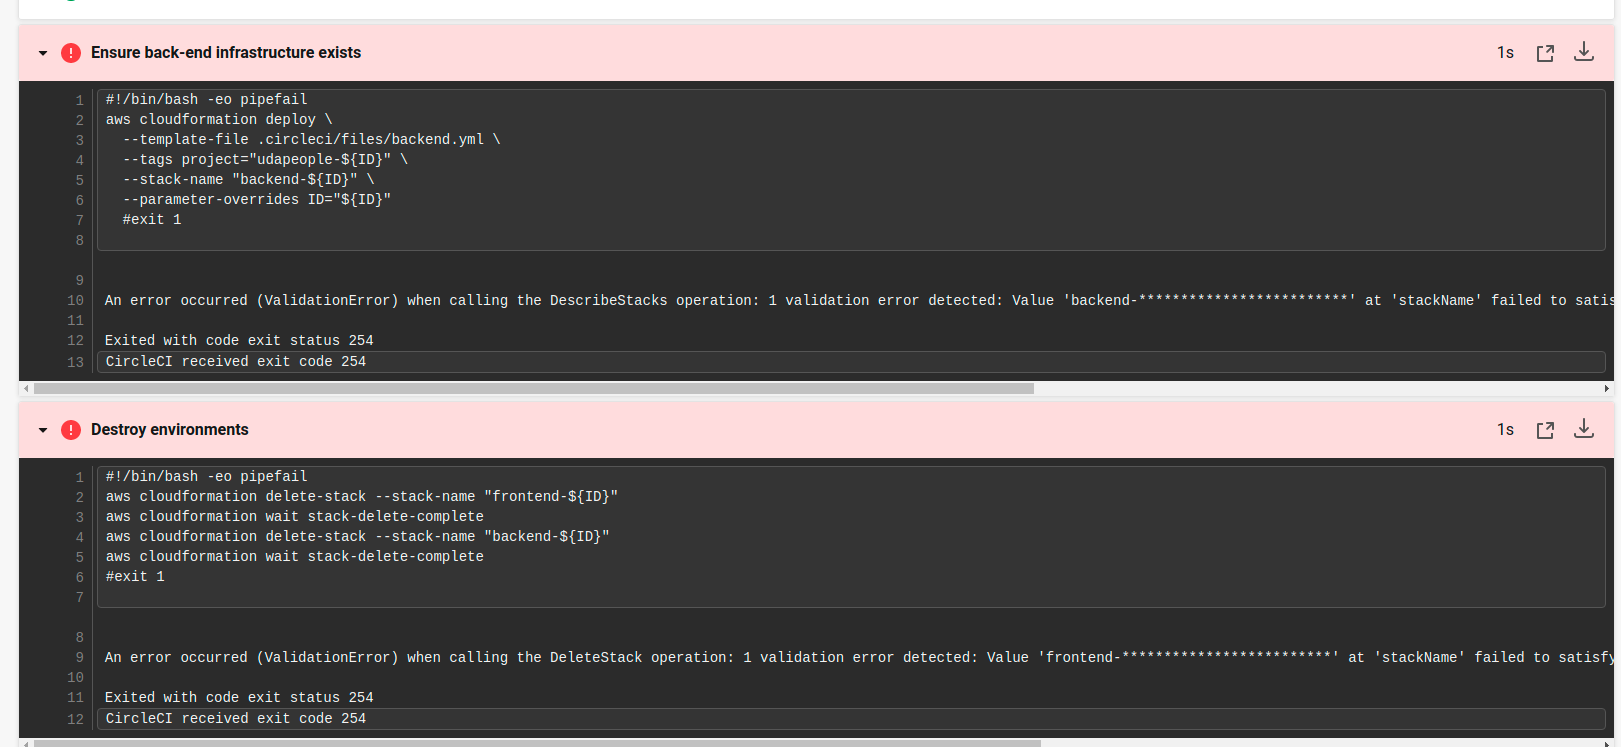 Ensure back-end infrastructure exists
1s
1 #!/bin/bash -eo pipefail
2 aws cloudformation deploy \
3 --template-file .circleci/files/backend.yml \
4 --tags project="udapeople-${ID}" \
5 --stack-name "backend-${ID}" \
6 --parameter-overrides ID="${ID}"
7 #exit 1
8
9
10 An error occurred (ValidationError) when calling the DescribeStacks operation: 1 validation error detected: Value 'backend-*************************' at 'stackName' failed to satis
11
12 Exited with code exit status 254
13 CircleCI received exit code 254
Destroy environments
1s
1 #!/bin/bash -eo pipefail
2 aws cloudformation delete-stack --stack-name "frontend-${ID}"
3 aws cloudformation wait stack-delete-complete
4 aws cloudformation delete-stack --stack-name "backend-${ID}"
5 aws cloudformation wait stack-delete-complete
6 #exit 1
7
8
9 An error occurred (ValidationError) when calling the DeleteStack operation: 1 validation error detected: Value 'frontend-*************************' at 'stackName' failed to satisfy
10
11 Exited with code exit status 254
12 CircleCI received exit code 254